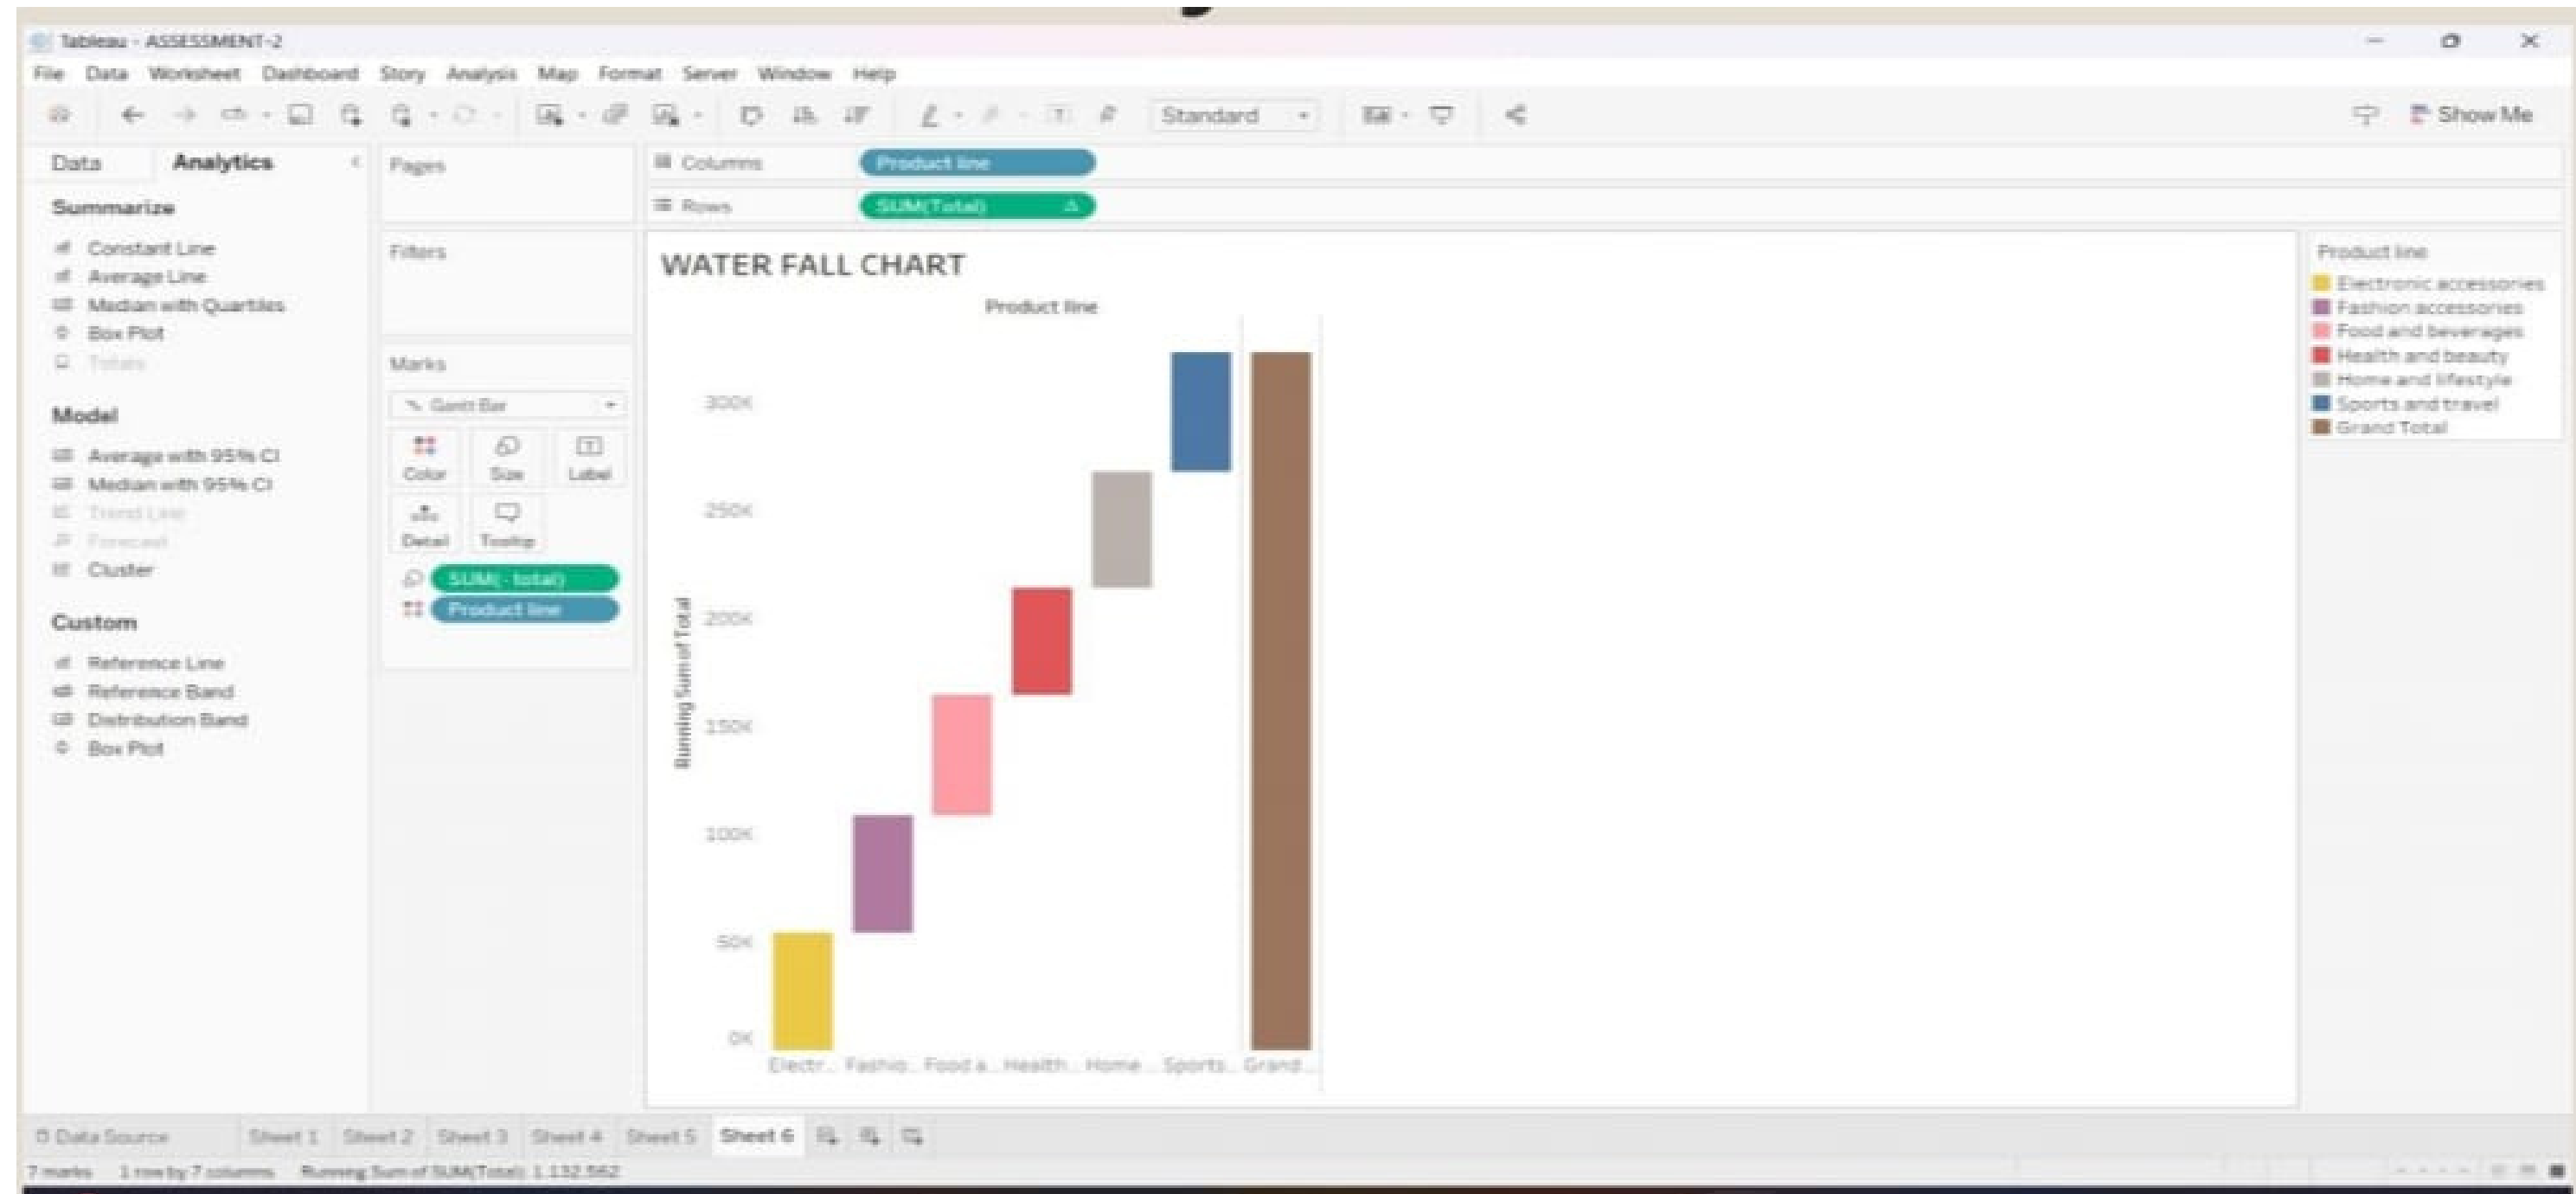 Tableau - ASSESSMENT-2
File Data Worksheet Dashboard Story Analysis Map Format Server Window Help
Standard
Show Me
Data Analytics
Pages
Columns Product line
Rows SUM(Total)
Summarize
Constant Line
Average Line
Median with Quartiles
Box Plot
Totals
Model
Average with 95% CI
Median with 95% CI
Trend Line
Forecast
Cluster
Custom
Reference Line
Reference Band
Distribution Band
Box Plot
Filters
Marks
Gantt Bar
Color Size Label
Detail Tooltip
SUM(- total)
Product line
WATER FALL CHART
Product line
Running Sum of Total
300K
250K
200K
150K
100K
50K
0K
Electr.. Fashio.. Food a.. Health .. Home .. Sports.. Grand ..
Product line
Electronic accessories
Fashion accessories
Food and beverages
Health and beauty
Home and lifestyle
Sports and travel
Grand Total
Data Source Sheet 1 Sheet 2 Sheet 3 Sheet 4 Sheet 5 Sheet 6
7 marks 1 row by 7 columns Running Sum of SUM(Total): 1,132,562